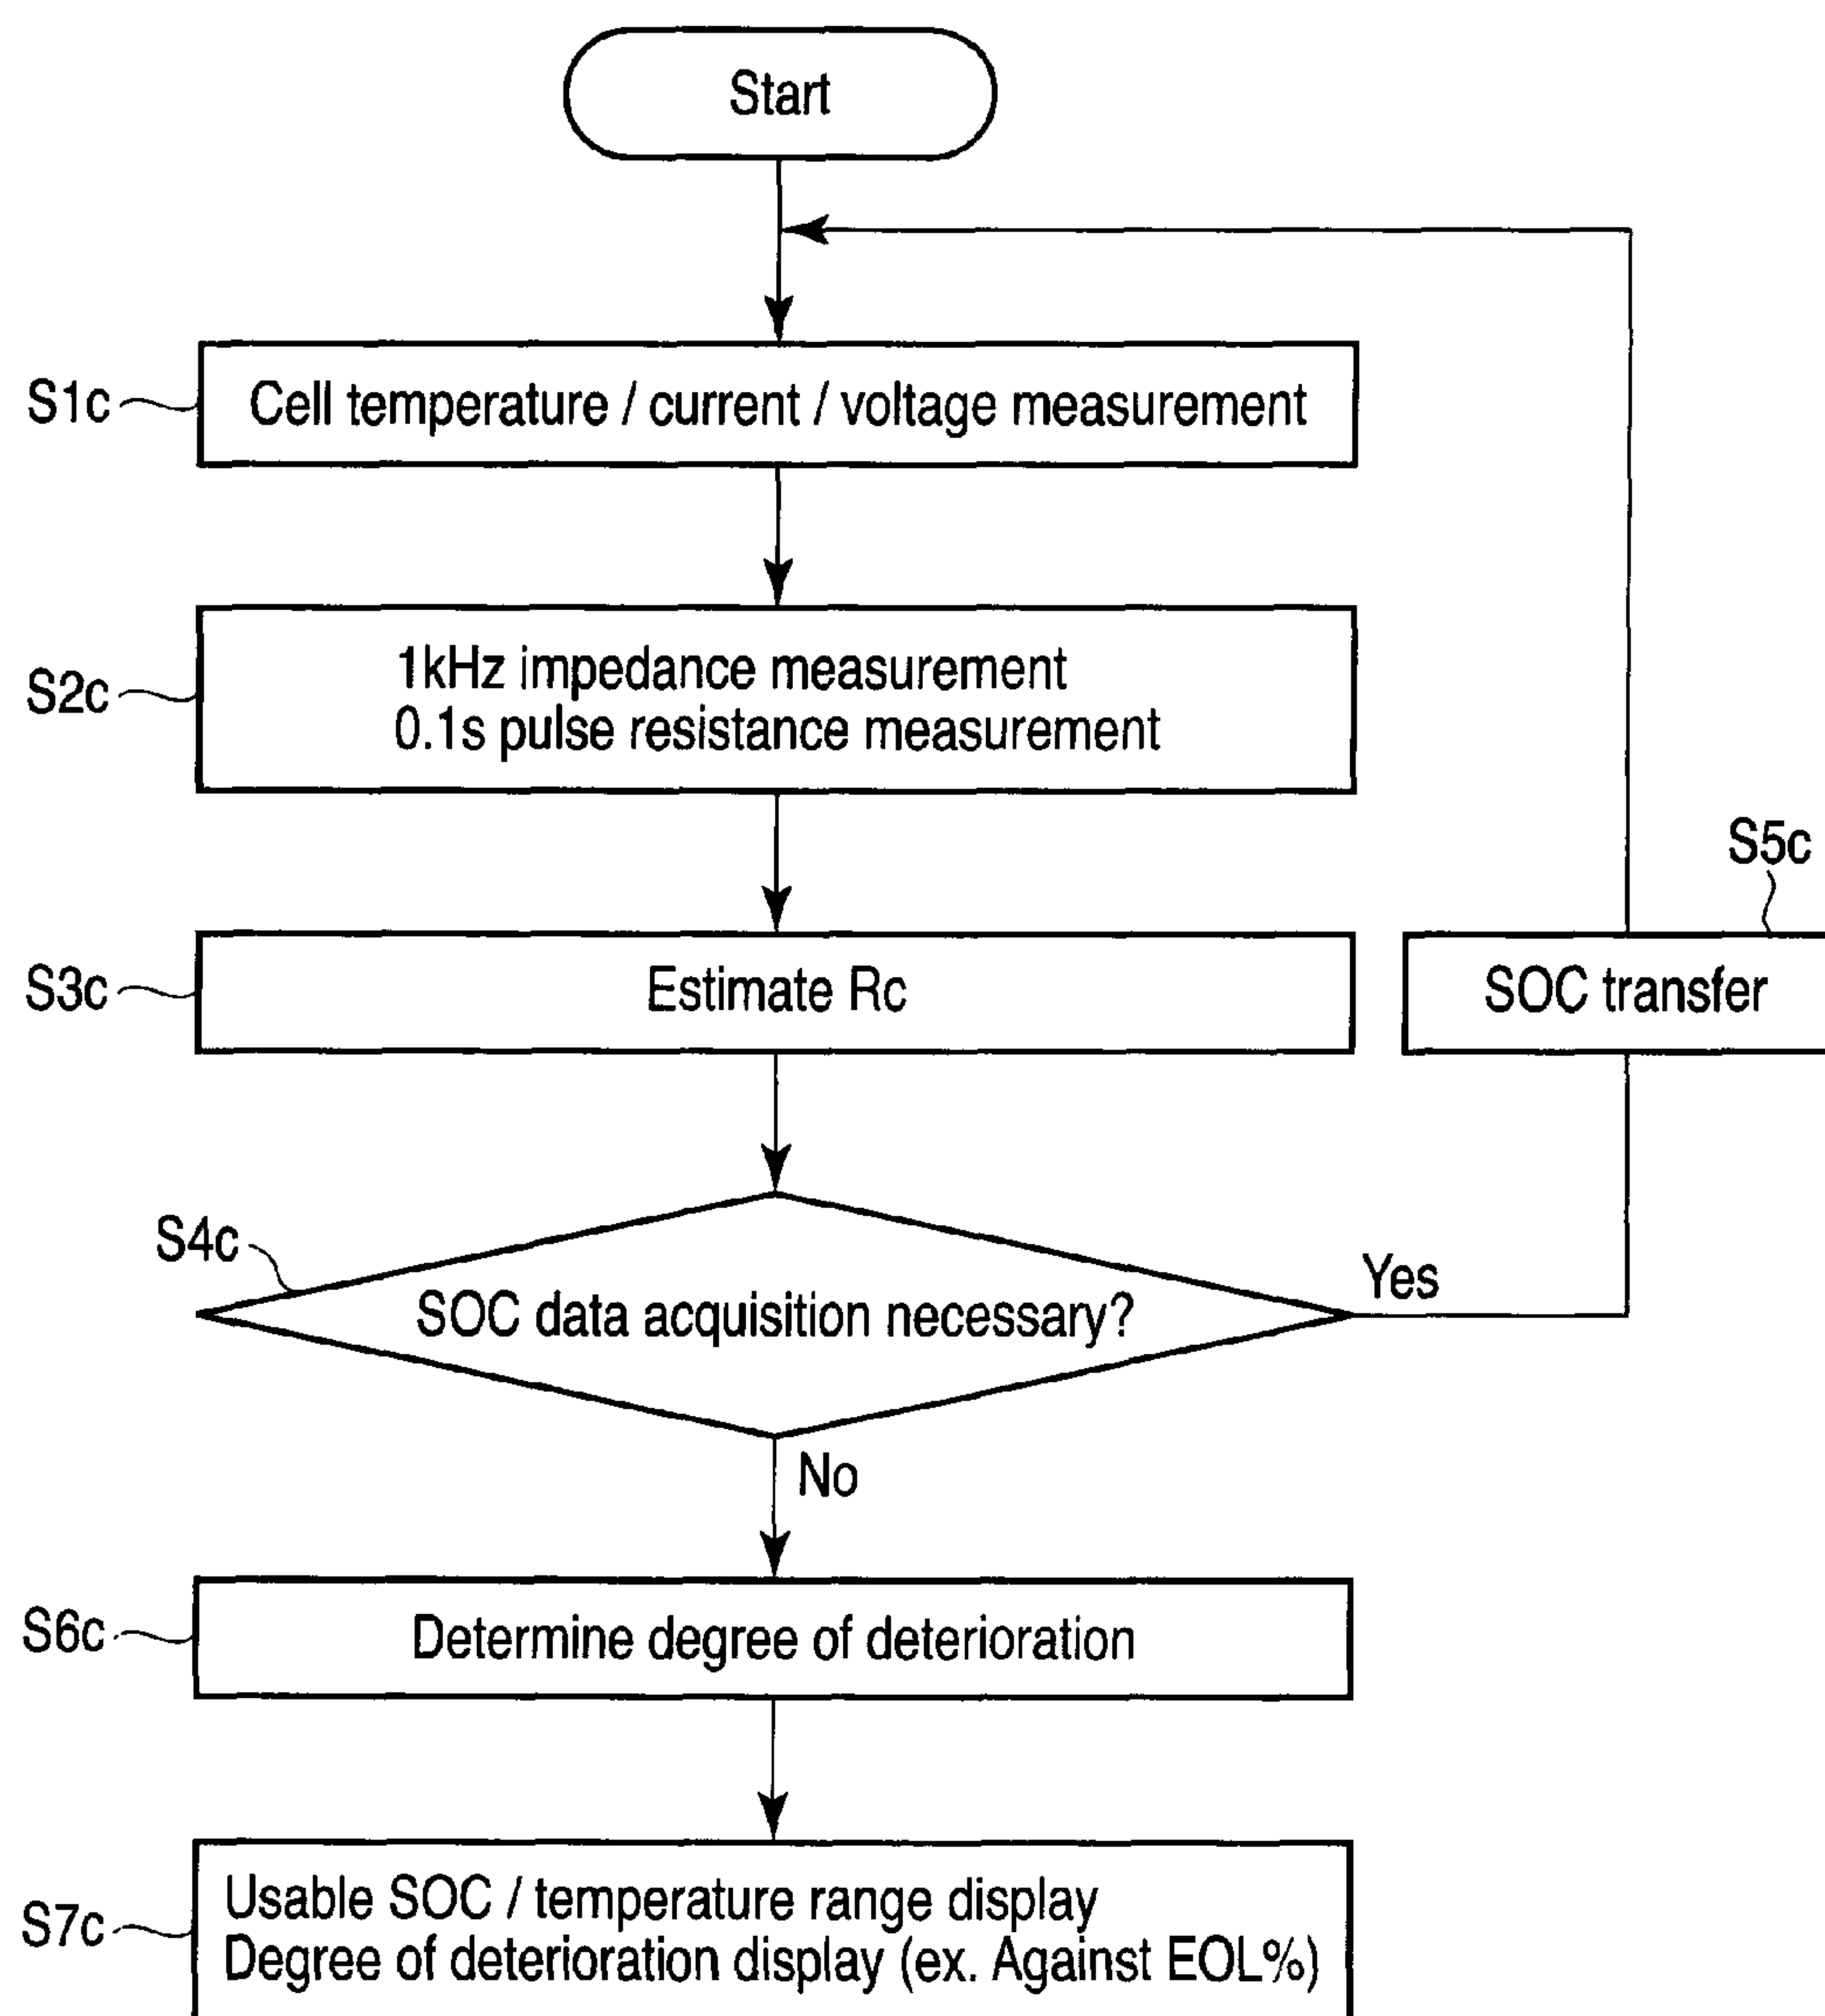 Start
S1c
Cell temperature / current / voltage measurement
S2c
1kHz impedance measurement
0.1s pulse resistance measurement
S5c
S3c
Estimate Rc
SOC transfer
S4c
SOC data acquisition necessary?
Yes
No
S6c
Determine degree of deterioration
S7c
Usable SOC / temperature range display
Degree of deterioration display (ex. Against EOL%)